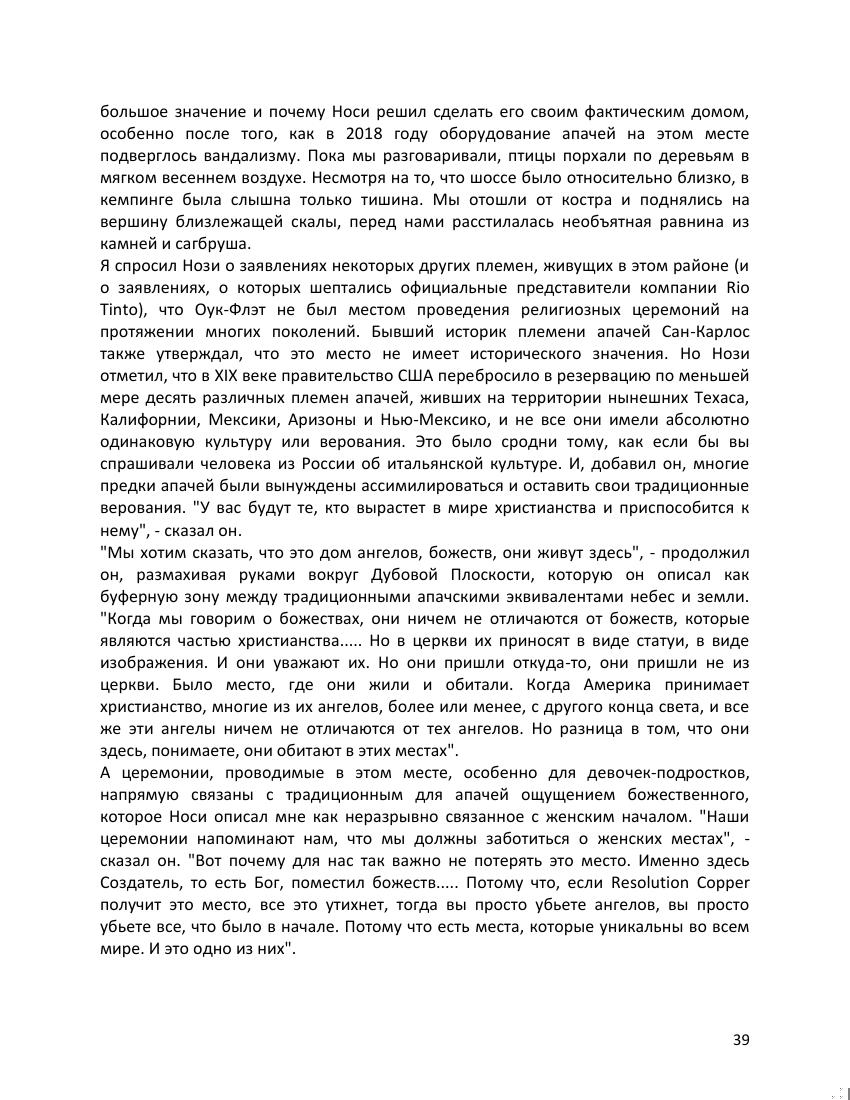 большое значение и почему Носи решил сделать его своим фактическим домом,
особенно после того, как в 2018 году оборудование апачей на этом месте
подверглось вандализму. Пока мы разговаривали, птицы порхали по деревьям в
мягком весеннем воздухе. Несмотря на то, что шоссе было относительно близко, в
кемпинге была слышна только тишина. Мы отошли от костра и поднялись на
вершину близлежащей скалы, перед нами расстилалась необъятная равнина из
камней и сагбруша.
Я спросил Нози о заявлениях некоторых других племен, живущих в этом районе (и
о заявлениях, о которых шептались официальные представители компании Rio
Tinto), что Оук-Флэт не был местом проведения религиозных церемоний на
протяжении многих поколений. Бывший историк племени апачей Сан-Карлос
также утверждал, что это место не имеет исторического значения. Но Нози
отметил, что в XIX веке правительство США перебросило в резервацию по меньшей
мере десять различных племен апачей, живших на территории нынешних Техаса,
Калифорнии, Мексики, Аризоны и Нью-Мексико, и не все они имели абсолютно
одинаковую культуру или верования. Это было сродни тому, как если бы вы
спрашивали человека из России об итальянской культуре. И, добавил он, многие
предки апачей были вынуждены ассимилироваться и оставить свои традиционные
верования. "У вас будут те, кто вырастет в мире христианства и приспособится к
нему", - сказал он.
"Мы хотим сказать, что это дом ангелов, божеств, они живут здесь", - продолжил
он, размахивая руками вокруг Дубовой Плоскости, которую он описал как
буферную зону между традиционными апачскими эквивалентами небес и земли.
"Когда мы говорим о божествах, они ничем не отличаются от божеств, которые
являются частью христианства..... Но в церкви их приносят в виде статуи, в виде
изображения. И они уважают их. Но они пришли откуда-то, они пришли не из
церкви. Было место, где они жили и обитали. Когда Америка принимает
христианство, многие из их ангелов, более или менее, с другого конца света, и все
же эти ангелы ничем не отличаются от тех ангелов. Но разница в том, что они
здесь, понимаете, они обитают в этих местах".
А церемонии, проводимые в этом месте, особенно для девочек-подростков,
напрямую связаны с традиционным для апачей ощущением божественного,
которое Носи описал мне как неразрывно связанное с женским началом. "Наши
церемонии напоминают нам, что мы должны заботиться о женских местах", -
сказал он. "Вот почему для нас так важно не потерять это место. Именно здесь
Создатель, то есть Бог, поместил божеств..... Потому что, если Resolution Copper
получит это место, все это утихнет, тогда вы просто убьете ангелов, вы просто
убьете все, что было в начале. Потому что есть места, которые уникальны во всем
мире. И это одно из них".
39